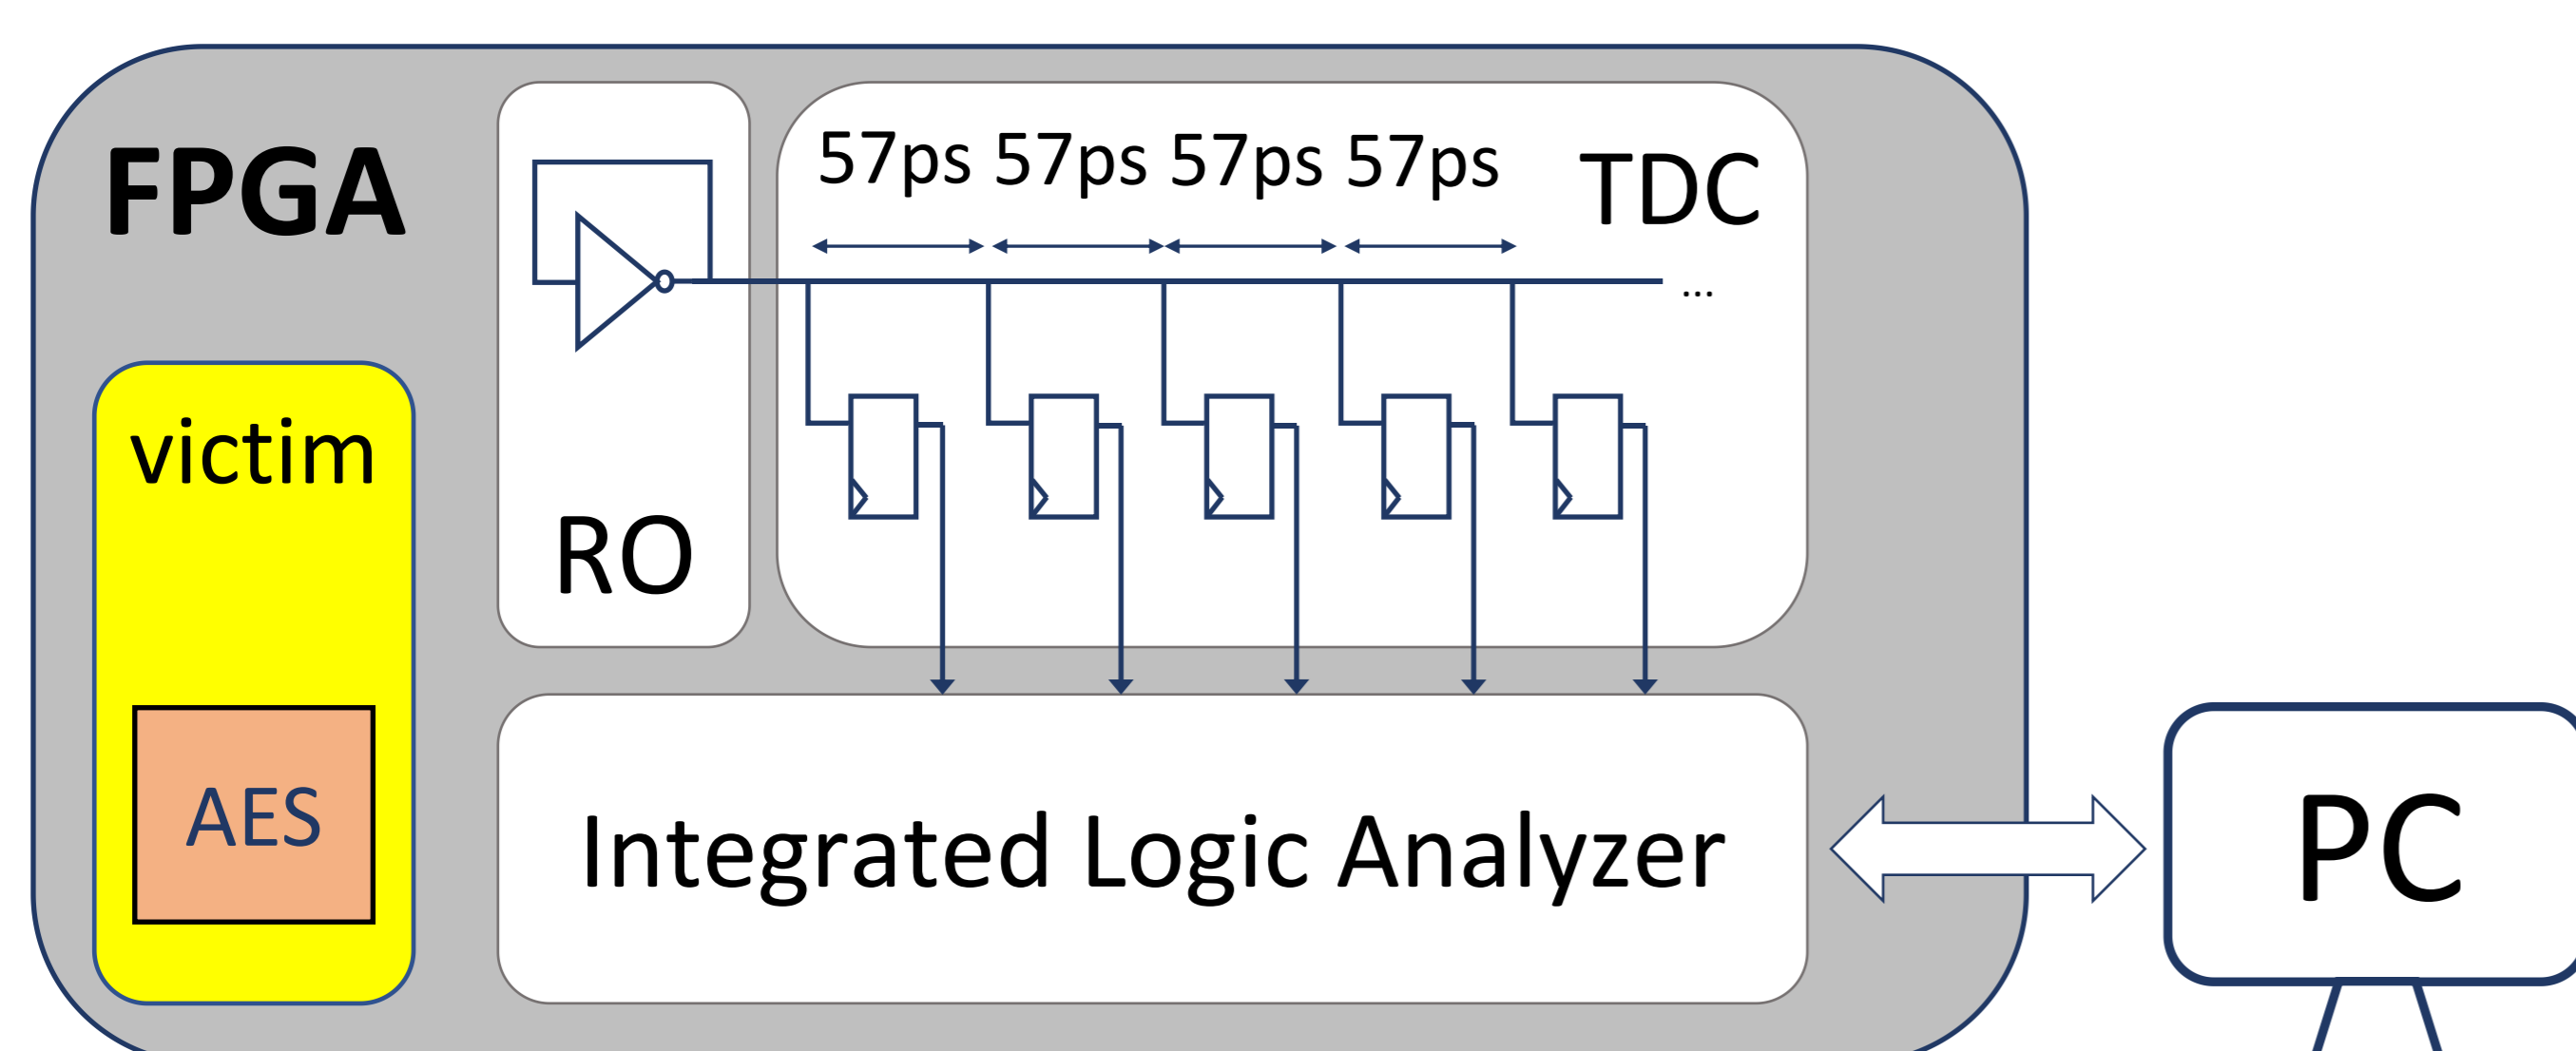 FPGA
victim
AES
RO
57ps 57ps 57ps 57ps
TDC
...
Integrated Logic Analyzer
PC